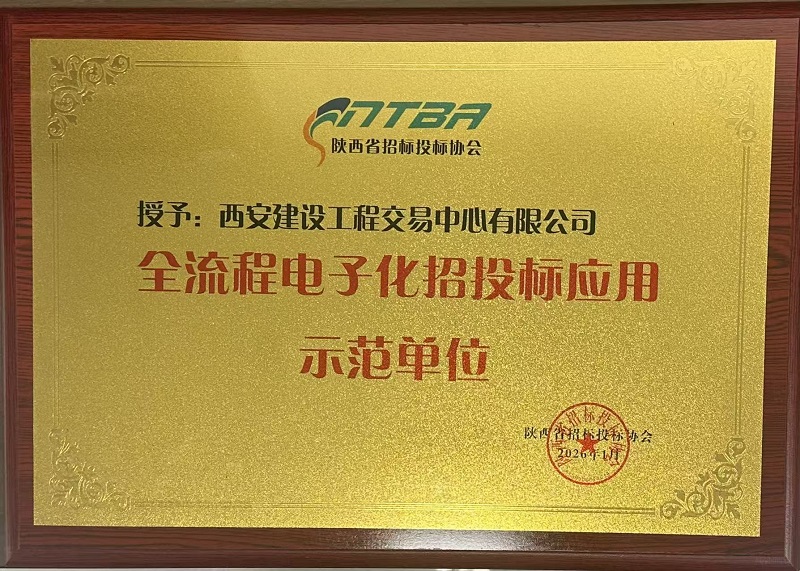 NTBA
陕西省招标投标协会
授予：西安建设工程交易中心有限公司
全流程电子化招投标应用
示范单位
陕西省招标投标协会
2026年1月